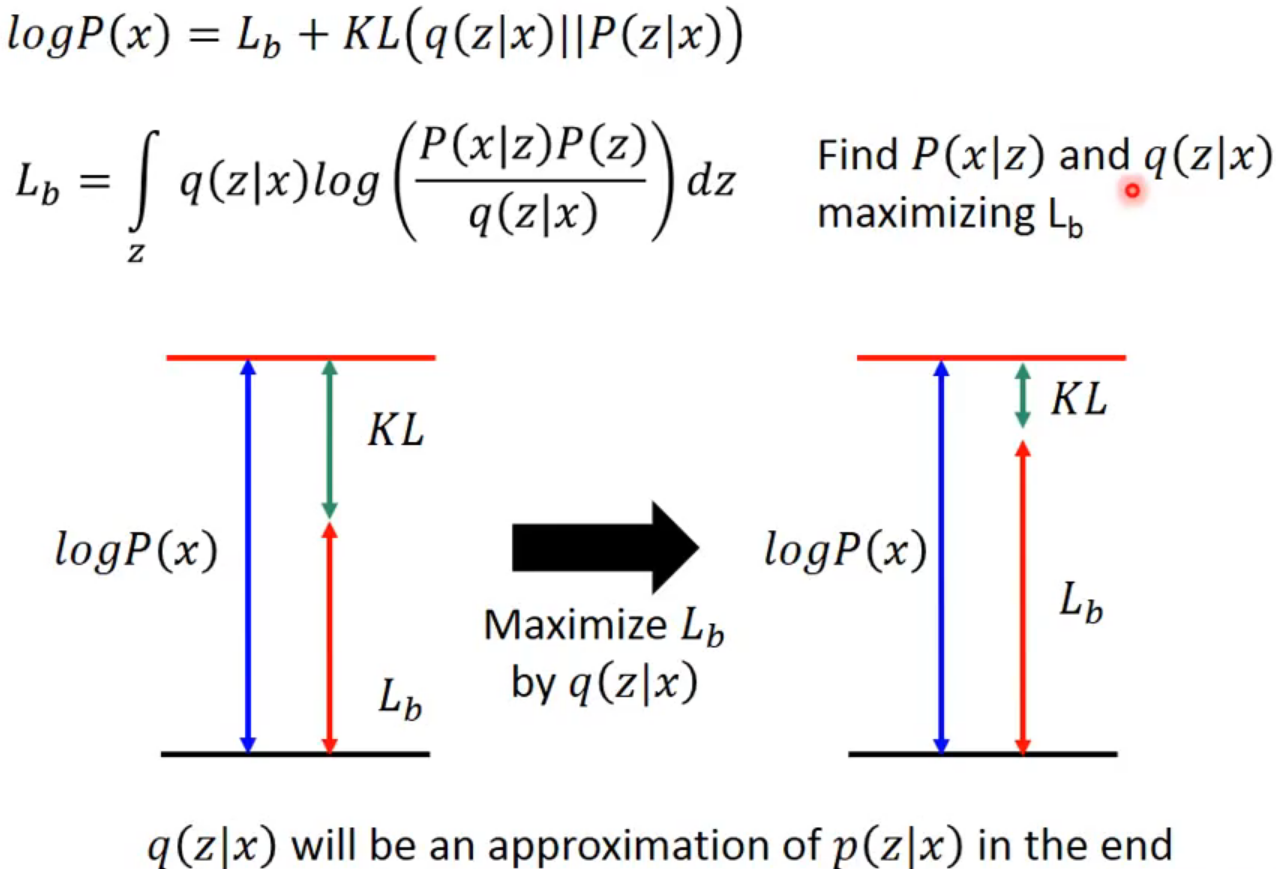 logP(x) = L_b + KL(q(z|x)||P(z|x))
L_b = ∫_z q(z|x)log(P(x|z)P(z)/q(z|x))dz
Find P(x|z) and q(z|x)
maximizing L_b
KL
logP(x)
L_b
Maximize L_b
by q(z|x)
KL
logP(x)
L_b
q(z|x) will be an approximation of p(z|x) in the end